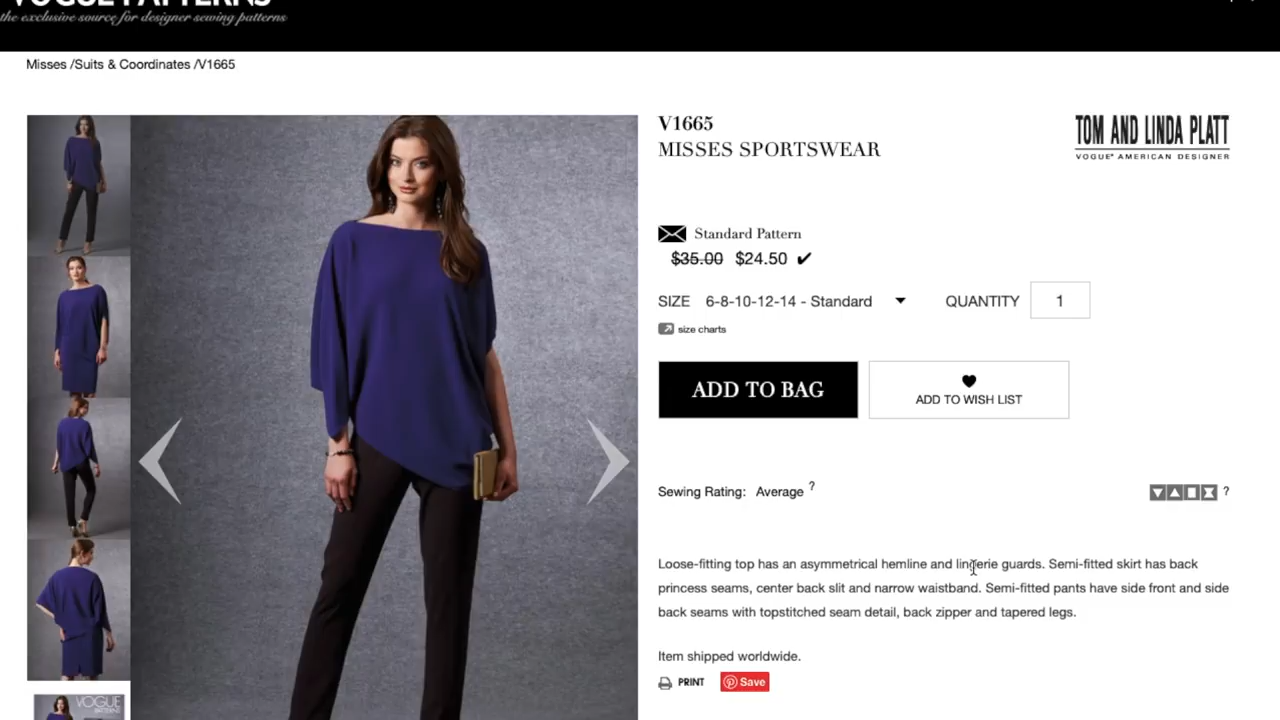 VOGUE PATTERNS
the exclusive source for designer sewing patterns
Misses /Suits & Coordinates /V1665
V1665
MISSES SPORTSWEAR
TOM AND LINDA PLATT
VOGUE® AMERICAN DESIGNER
Standard Pattern
$35.00 $24.50 ✔
SIZE 6-8-10-12-14 - Standard QUANTITY 1
size charts
ADD TO BAG
ADD TO WISH LIST
Sewing Rating: Average ?
?
Loose-fitting top has an asymmetrical hemline and lingerie guards. Semi-fitted skirt has back
princess seams, center back slit and narrow waistband. Semi-fitted pants have side front and side
back seams with topstitched seam detail, back zipper and tapered legs.
Item shipped worldwide.
PRINT Save
VOGUE
PATTERNS